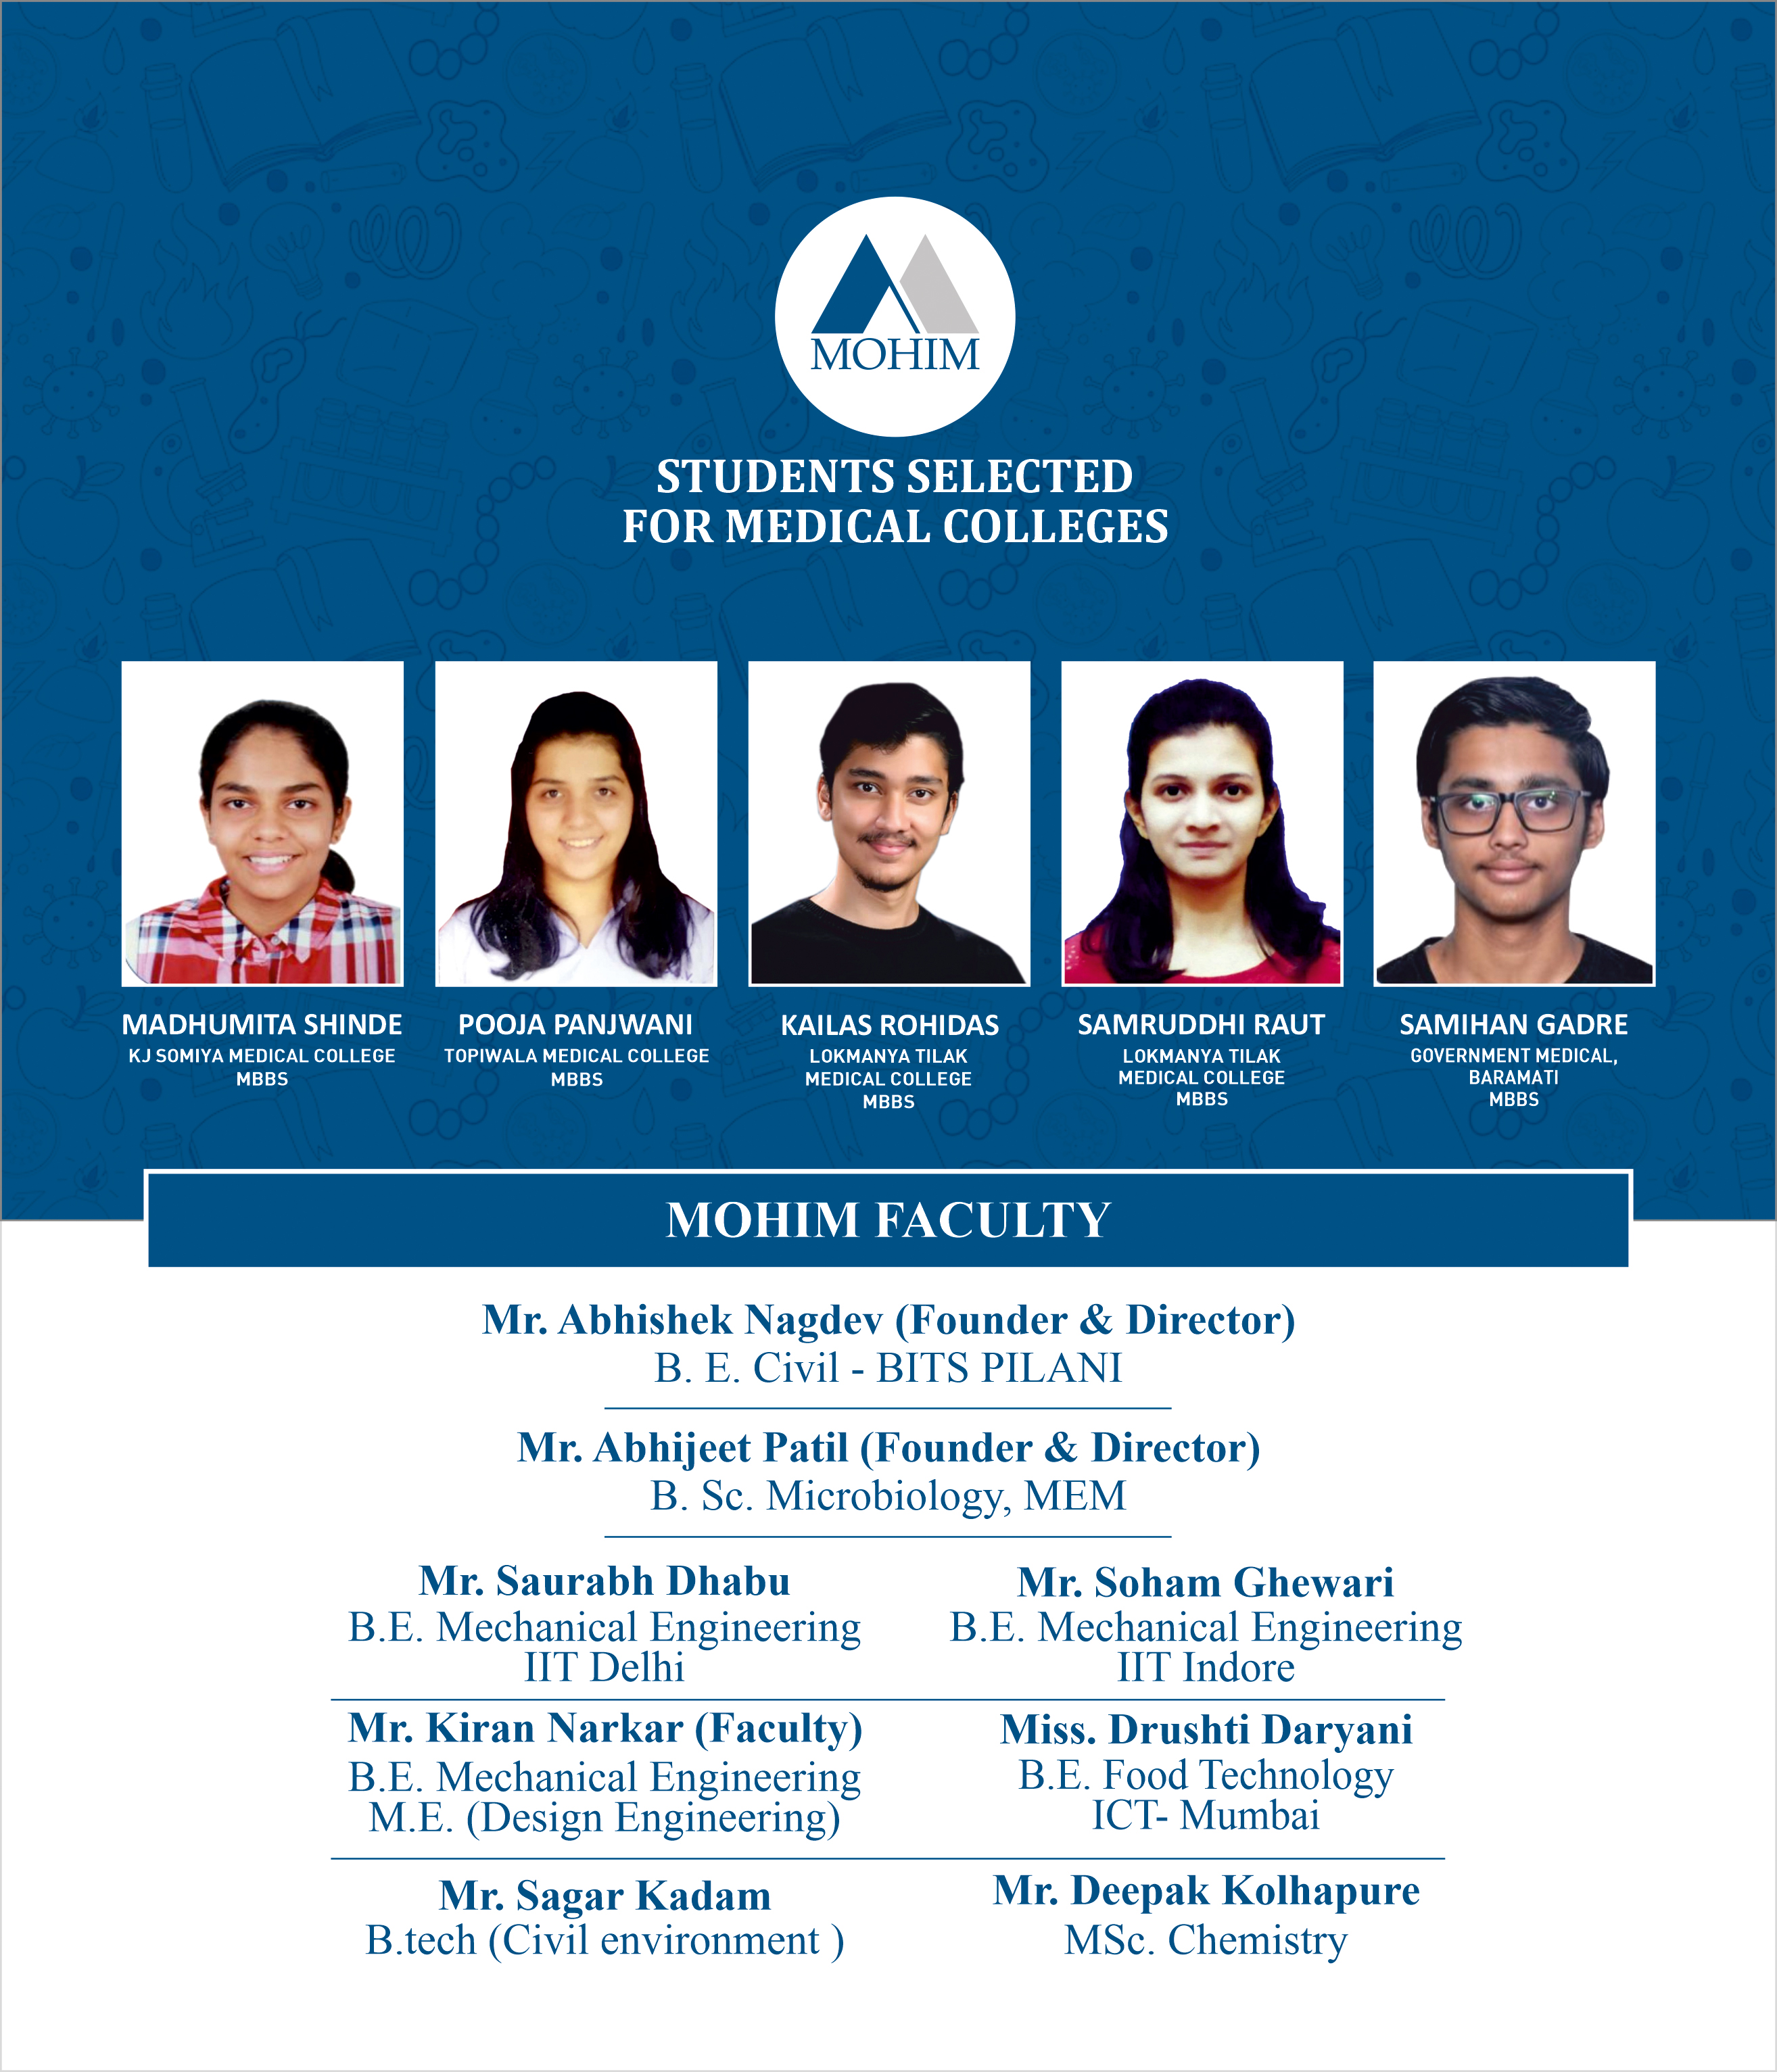 MOHIM
STUDENTS SELECTED
FOR MEDICAL COLLEGES
MADHUMITA SHINDE
KJ SOMIYA MEDICAL COLLEGE
MBBS
POOJA PANJWANI
TOPIWALA MEDICAL COLLEGE
MBBS
KAILAS ROHIDAS
LOKMANYA TILAK
MEDICAL COLLEGE
MBBS
SAMRUDDHI RAUT
LOKMANYA TILAK
MEDICAL COLLEGE
MBBS
SAMIHAN GADRE
GOVERNMENT MEDICAL,
BARAMATI
MBBS
MOHIM FACULTY
Mr. Abhishek Nagdev (Founder & Director)
B. E. Civil - BITS PILANI
Mr. Abhijeet Patil (Founder & Director)
B. Sc. Microbiology, MEM
Mr. Saurabh Dhabu
B.E. Mechanical Engineering
IIT Delhi
Mr. Soham Ghewari
B.E. Mechanical Engineering
IIT Indore
Mr. Kiran Narkar (Faculty)
B.E. Mechanical Engineering
M.E. (Design Engineering)
Miss. Drushti Daryani
B.E. Food Technology
ICT- Mumbai
Mr. Sagar Kadam
B.tech (Civil environment )
Mr. Deepak Kolhapure
MSc. Chemistry